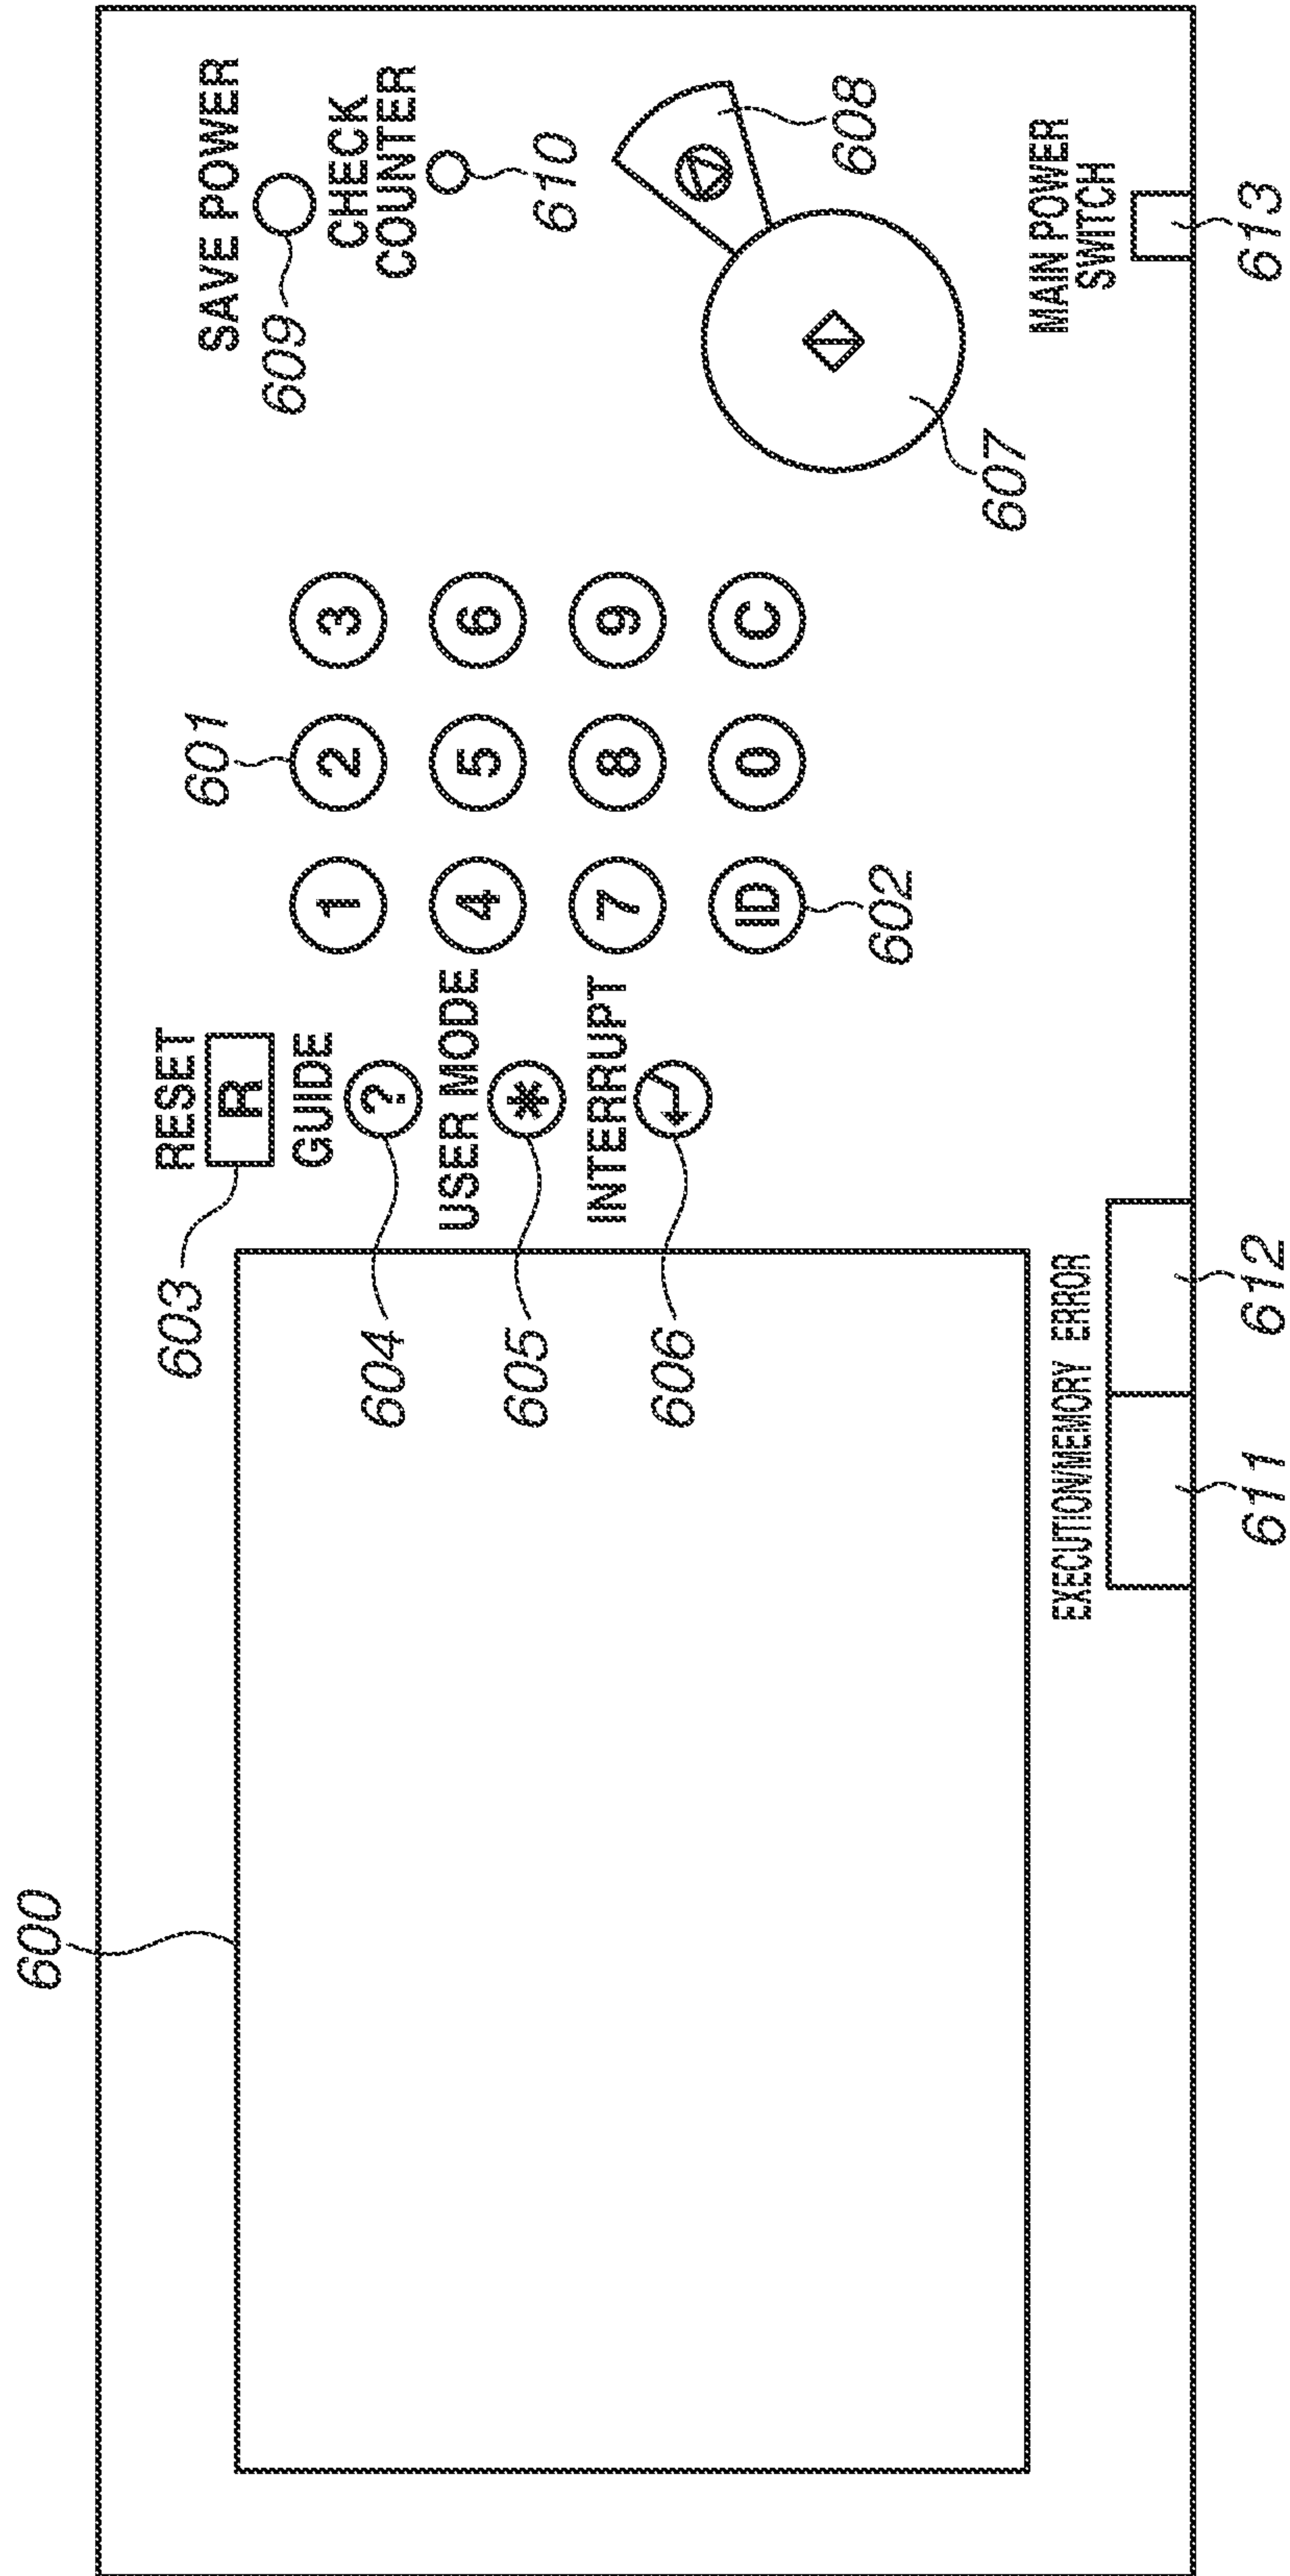 600
603
RESET
R
GUIDE
?
604
USER MODE
*
605
INTERRUPT
606
601
1 2 3
4 5 6
7 8 9
ID 0 C
602
SAVE POWER
609
CHECK
COUNTER
610
608
607
EXECUTION/MEMORY ERROR
611 612
MAIN POWER
SWITCH
613